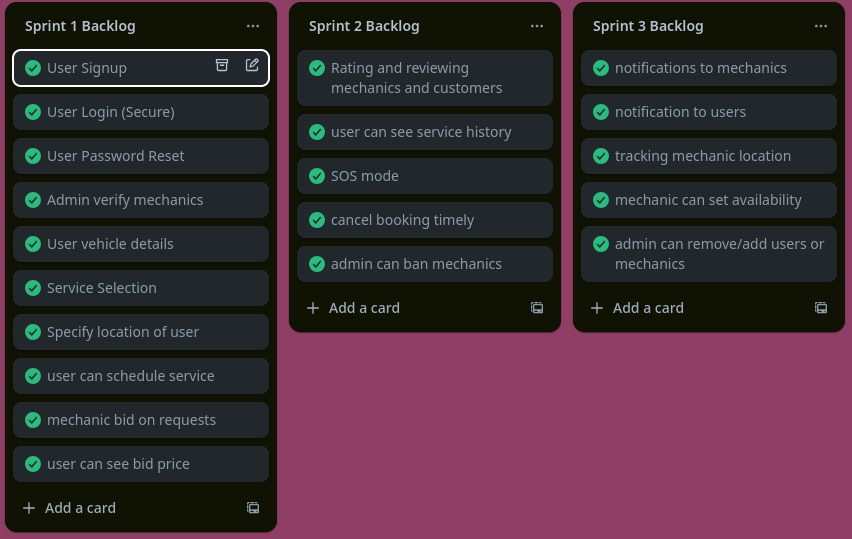 Sprint 1 Backlog
User Signup
User Login (Secure)
User Password Reset
Admin verify mechanics
User vehicle details
Service Selection
Specify location of user
user can schedule service
mechanic bid on requests
user can see bid price
Add a card
Sprint 2 Backlog
Rating and reviewing
mechanics and customers
user can see service history
SOS mode
cancel booking timely
admin can ban mechanics
Add a card
Sprint 3 Backlog
notifications to mechanics
notification to users
tracking mechanic location
mechanic can set availability
admin can remove/add users or
mechanics
Add a card